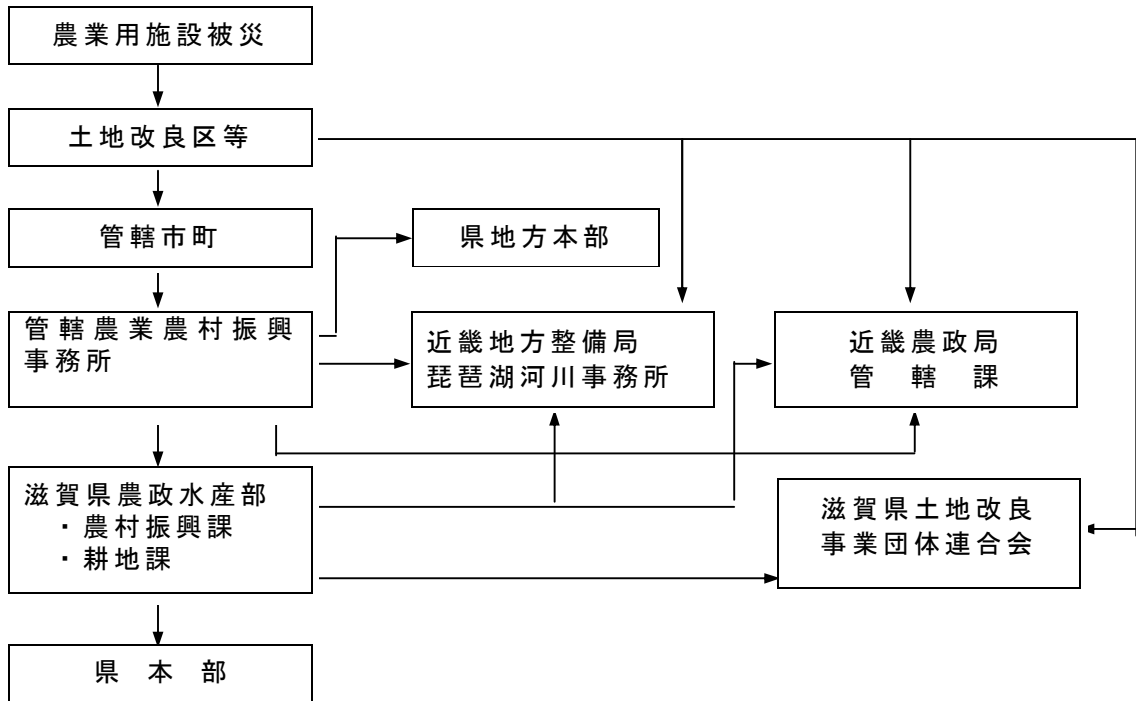 農業用施設被災
土地改良区等
管轄市町
県地方本部
管轄農業農村振興
事務所
近畿地方整備局
琵琶湖河川事務所
近畿農政局
管　轄　課
滋賀県農政水産部
・農村振興課
・耕地課
滋賀県土地改良
事業団体連合会
県　本　部